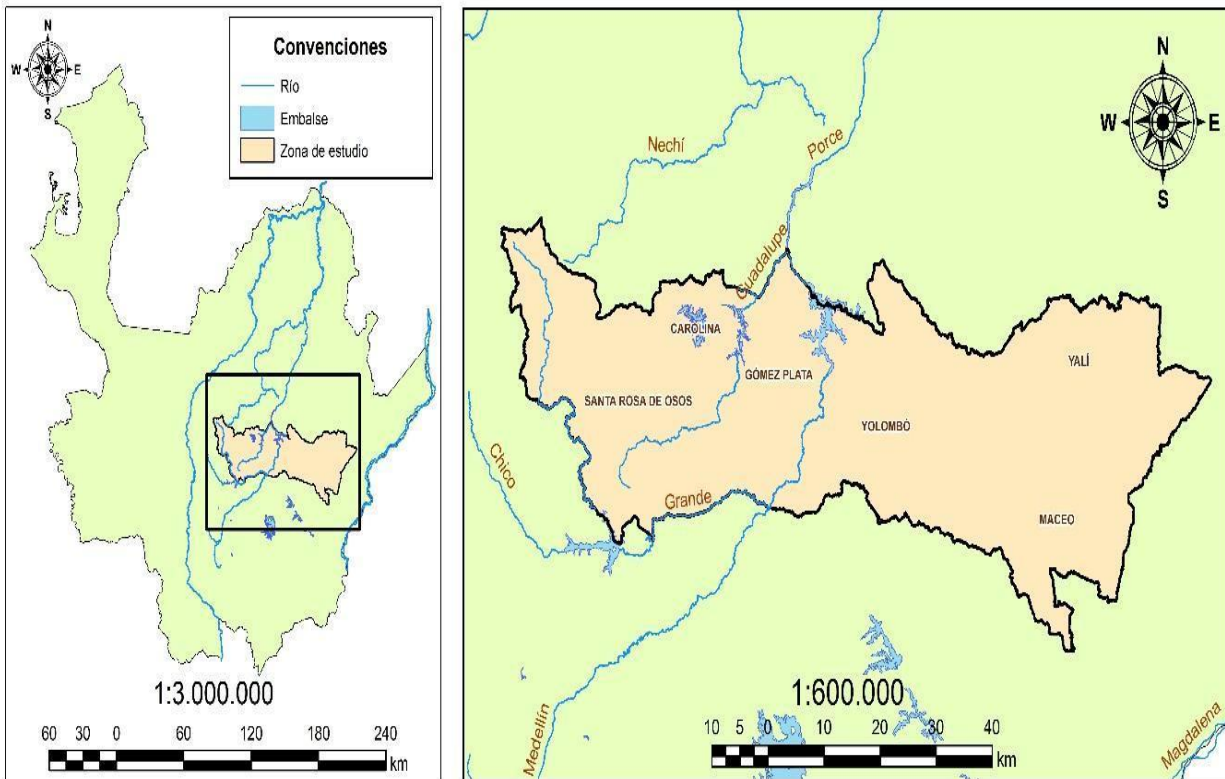 N
W E
S
Convenciones
Río
Embalse
Zona de estudio
1:3.000.000
60 30 0 60 120 180 240
km
N
W E
S
Nechí
Porce
Guadalupe
CAROLINA
YALÍ
GÓMEZ PLATA
SANTA ROSA DE OSOS
YOLOMBÒ
Chico
Grande
MACEO
1:600.000
10 5 0 10 20 30 40
km
Medellín
Magdalena